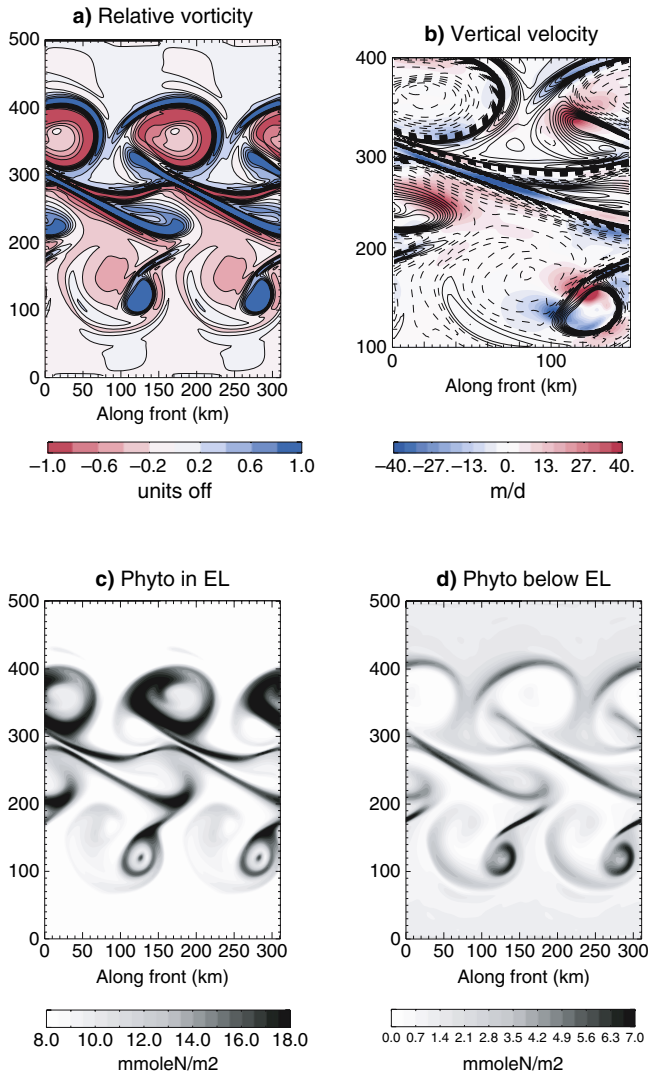 a) Relative vorticity
500
400
300
200
100
0
0 50 100 150 200 250 300
Along front (km)
−1.0 −0.6 −0.2 0.2 0.6 1.0
units off
b) Vertical velocity
400
300
200
100
0 100
Along front (km)
−40. −27. −13. 0. 13. 27. 40.
m/d
c) Phyto in EL
500
400
300
200
100
0
0 50 100 150 200 250 300
Along front (km)
8.0 10.0 12.0 14.0 16.0 18.0
mmoleN/m2
d) Phyto below EL
500
400
300
200
100
0
0 50 100 150 200 250 300
Along front (km)
0.0 0.7 1.4 2.1 2.8 3.5 4.2 4.9 5.6 6.3 7.0
mmoleN/m2